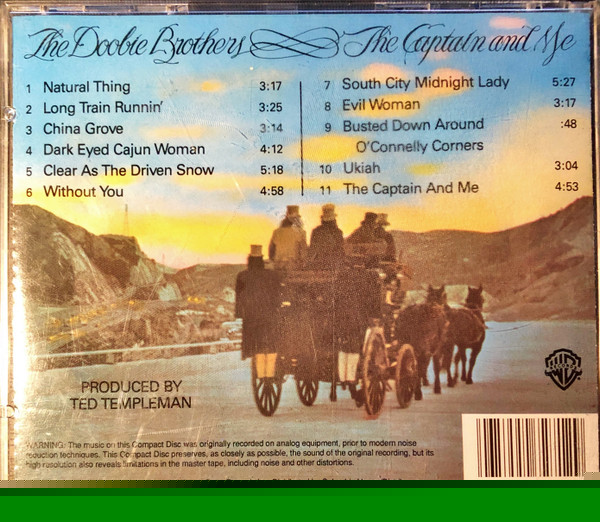 The Doobie Brothers The Captain and Me
1 Natural Thing 3:17
2 Long Train Runnin' 3:25
3 China Grove 3:14
4 Dark Eyed Cajun Woman 4:12
5 Clear As The Driven Snow 5:18
6 Without You 4:58
7 South City Midnight Lady 5:27
8 Evil Woman 3:17
9 Busted Down Around :48
O'Connelly Corners
10 Ukiah 3:04
11 The Captain And Me 4:53
PRODUCED BY
TED TEMPLEMAN
WARNING: The music on this Compact Disc was originally recorded on analog equipment, prior to modern noise
reduction techniques. This Compact Disc preserves, as closely as possible, the sound of the original recording, but its
high resolution also reveals limitations in the master tape, including noise and other distortions.